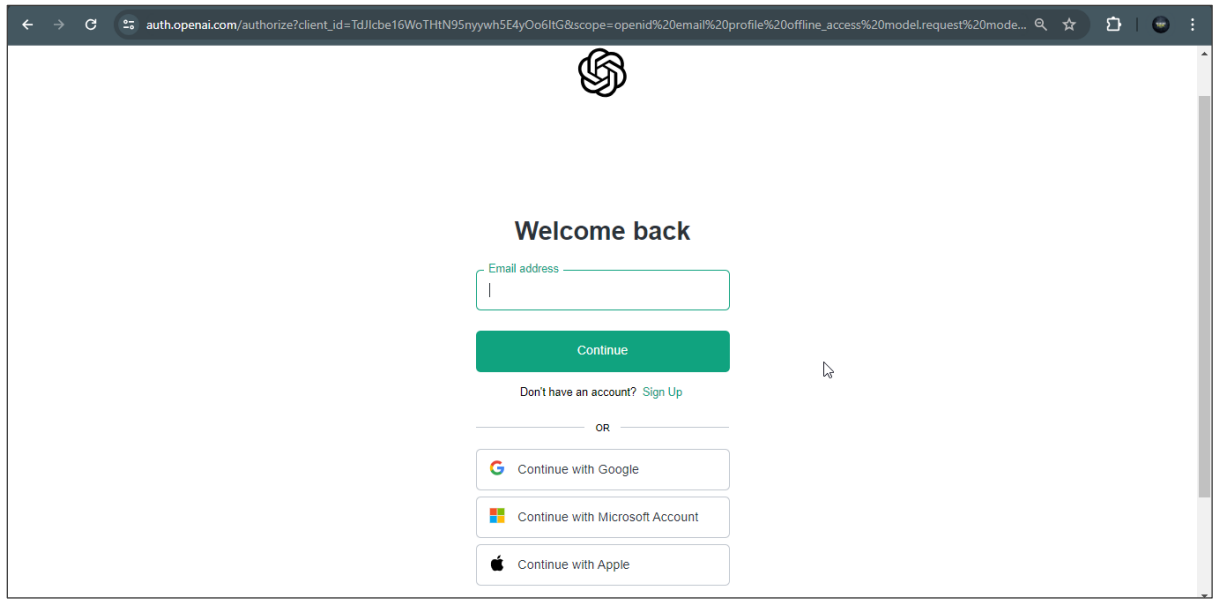 auth.openai.com/authorize?client_id=TdJIcbe16WoTHtN95nyywh5E4yOo6ItG&scope=openid%20email%20profile%20offline_access%20model.request%20mode...
Welcome back
Email address
Continue
Don't have an account? Sign Up
OR
Continue with Google
Continue with Microsoft Account
Continue with Apple